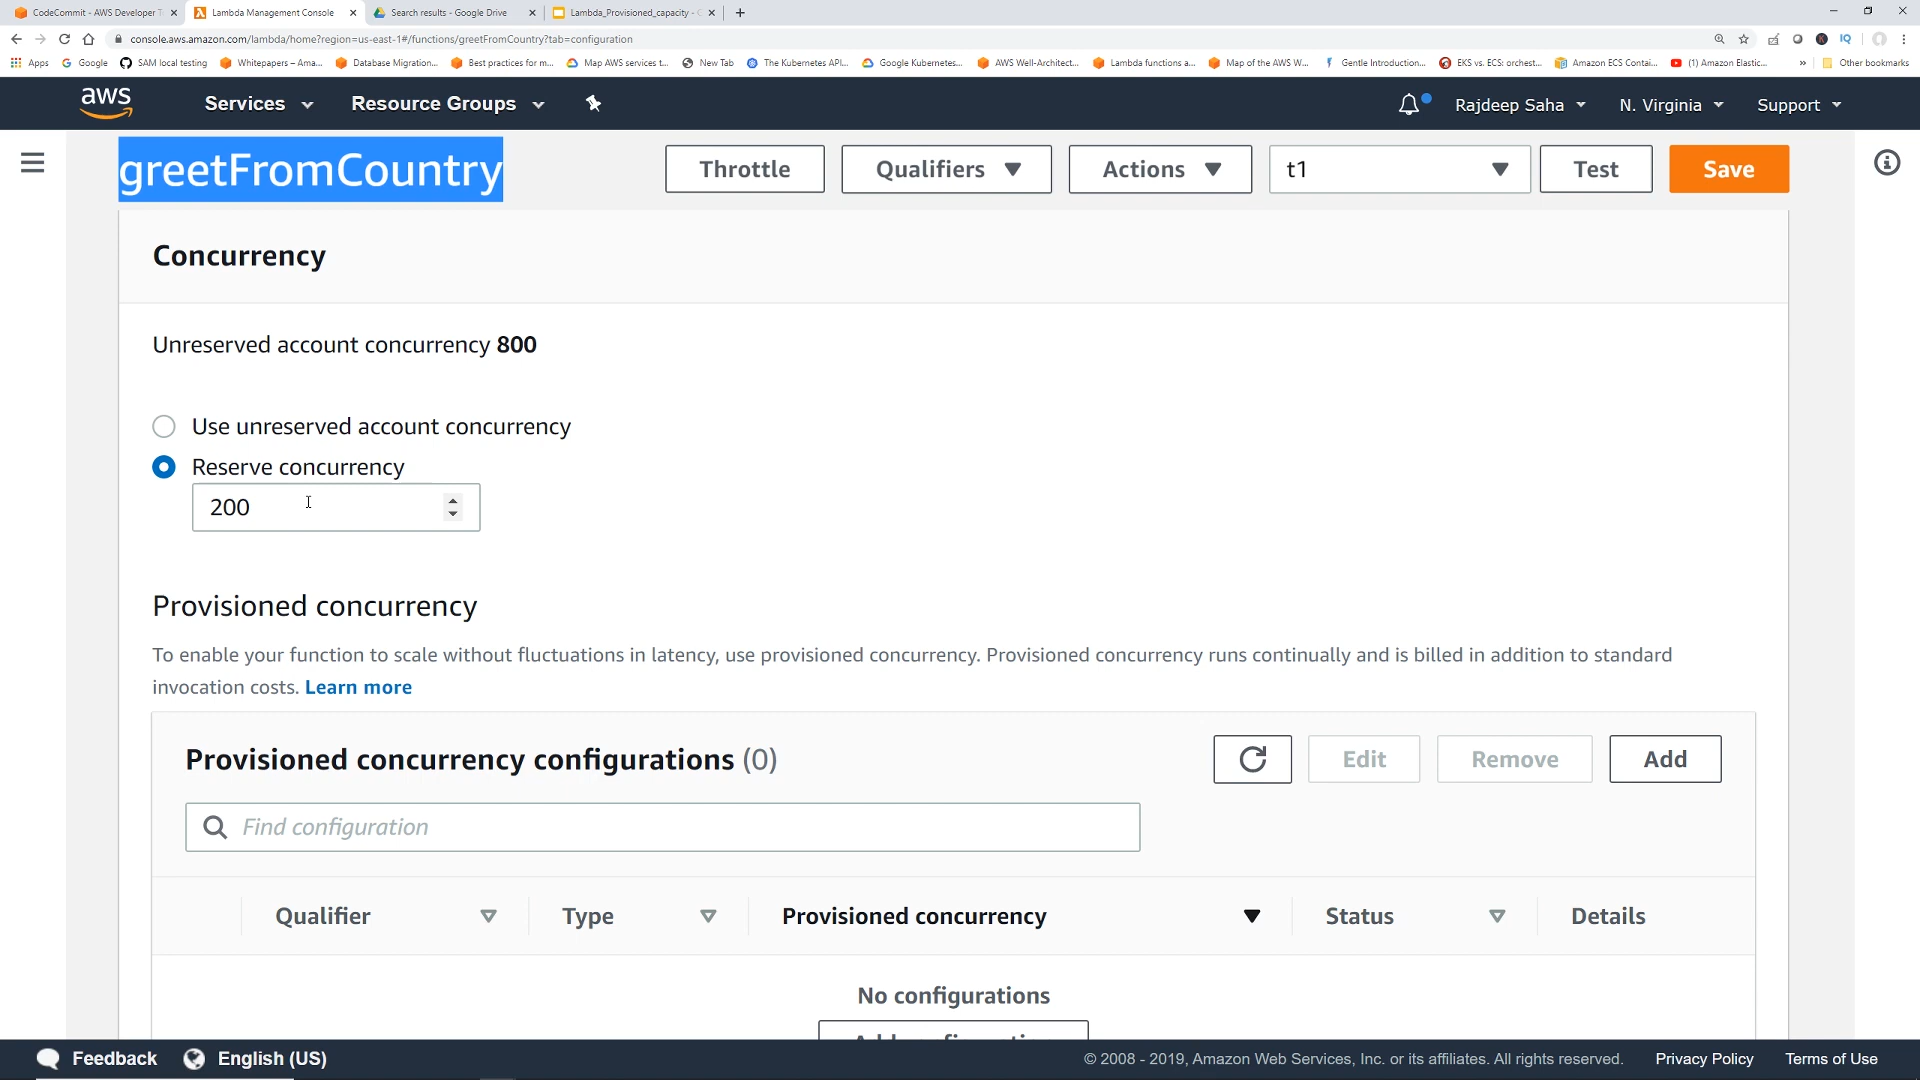 CodeCommit - AWS Developer T
Lambda Management Console
Search results - Google Drive
Lambda_Provisioned_capacity -
console.aws.amazon.com/lambda/home?region=us-east-1#/functions/greetFromCountry?tab=configuration
Apps
Google
SAM local testing
Whitepapers – Ama...
Database Migration...
Best practices for m...
Map AWS services t...
New Tab
The Kubernetes API...
Google Kubernetes...
AWS Well-Architect...
Lambda functions a...
Map of the AWS W...
Gentle Introduction...
EKS vs. ECS: orchest...
Amazon ECS Contai...
(1) Amazon Elastic...
»
Other bookmarks
aws
Services
Resource Groups
Rajdeep Saha
N. Virginia
Support
greetFromCountry
Throttle
Qualifiers
Actions
t1
Test
Save
Concurrency
Unreserved account concurrency 800
Use unreserved account concurrency
Reserve concurrency
200
Provisioned concurrency
To enable your function to scale without fluctuations in latency, use provisioned concurrency. Provisioned concurrency runs continually and is billed in addition to standard
invocation costs. Learn more
Provisioned concurrency configurations (0)
Edit
Remove
Add
Find configuration
Qualifier
Type
Provisioned concurrency
Status
Details
No configurations
Feedback
English (US)
© 2008 - 2019, Amazon Web Services, Inc. or its affiliates. All rights reserved.
Privacy Policy
Terms of Use